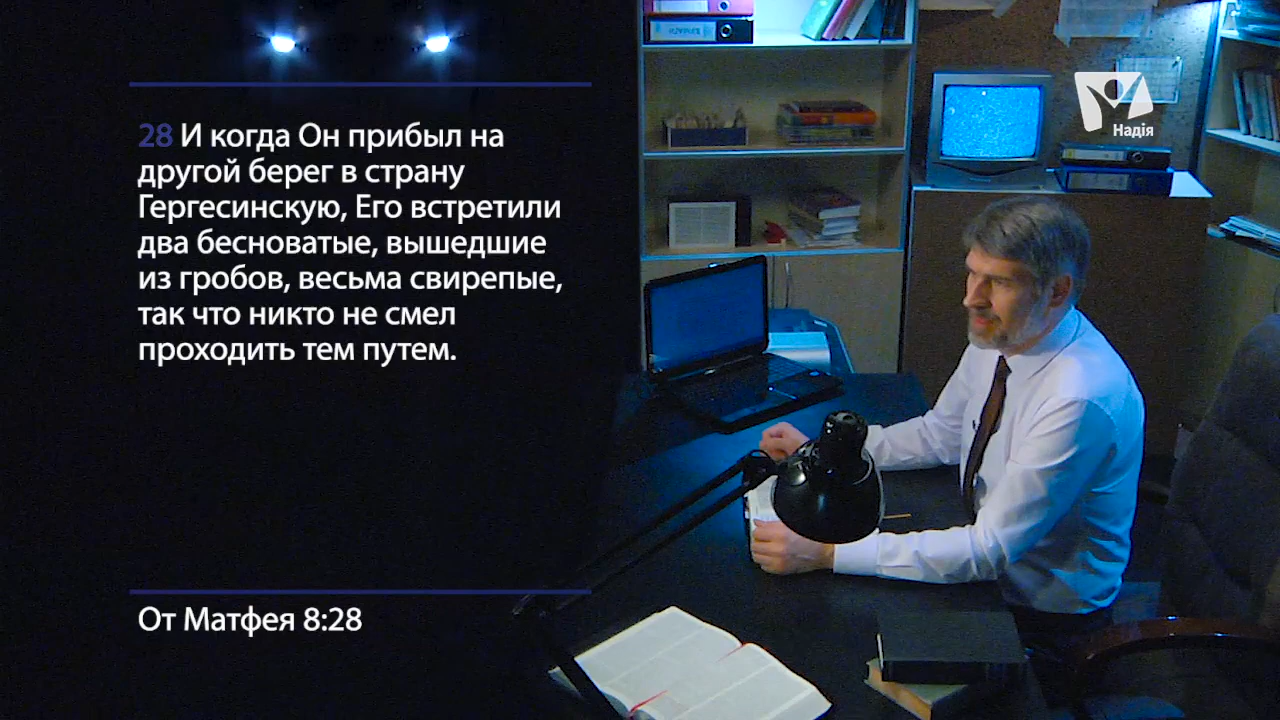 28 И когда Он прибыл на
другой берег в страну
Гергесинскую, Его встретили
два бесноватые, вышедшие
из гробов, весьма свирепые,
так что никто не смел
проходить тем путем.
От Матфея 8:28
Надія